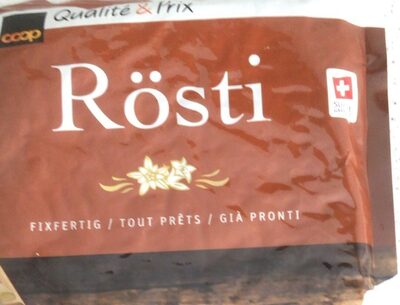 Qualité & Prix
coop
Rösti
FIXFERTIG / TOUT PRÊTS / GIÀ PRONTI